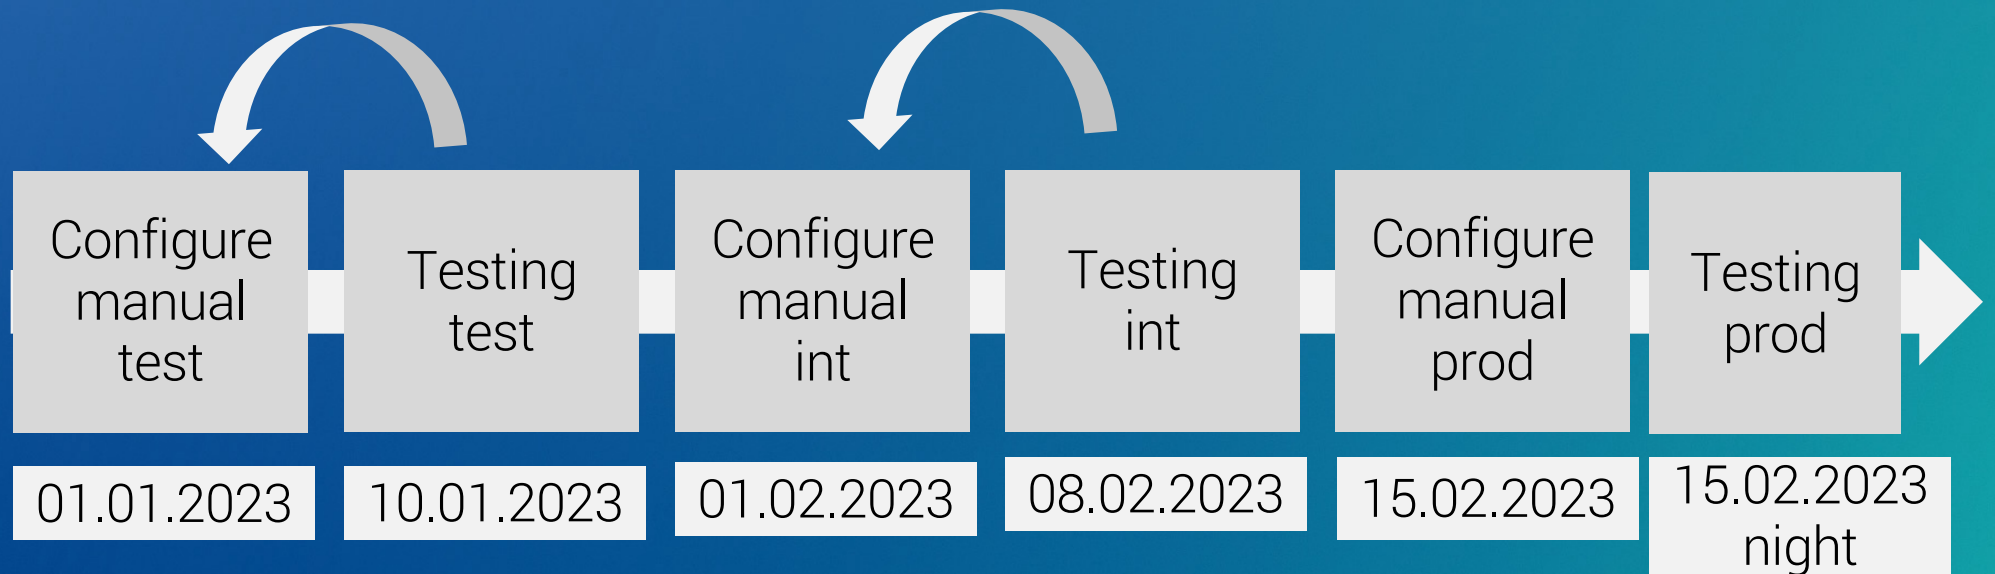 Configure
manual
test
Testing
test
Configure
manual
int
Testing
int
Configure
manual
prod
Testing
prod
01.01.2023
10.01.2023
01.02.2023
08.02.2023
15.02.2023
15.02.2023
night